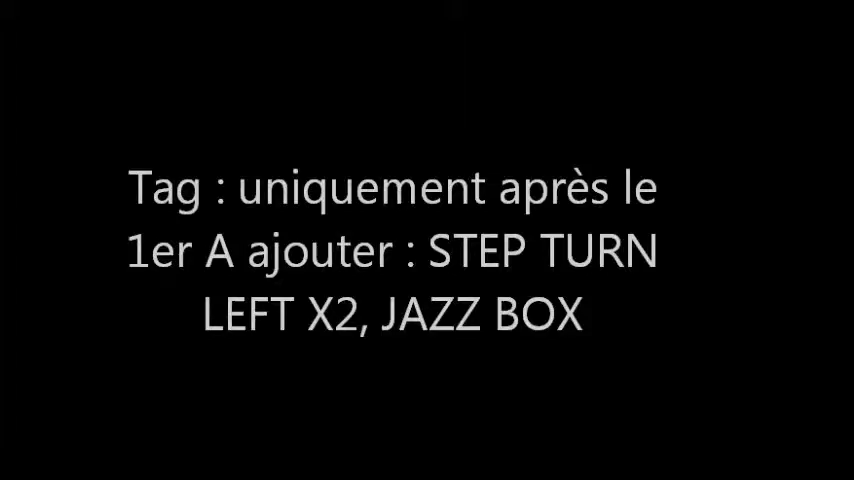 Tag : uniquement après le
1er A ajouter : STEP TURN
LEFT X2, JAZZ BOX